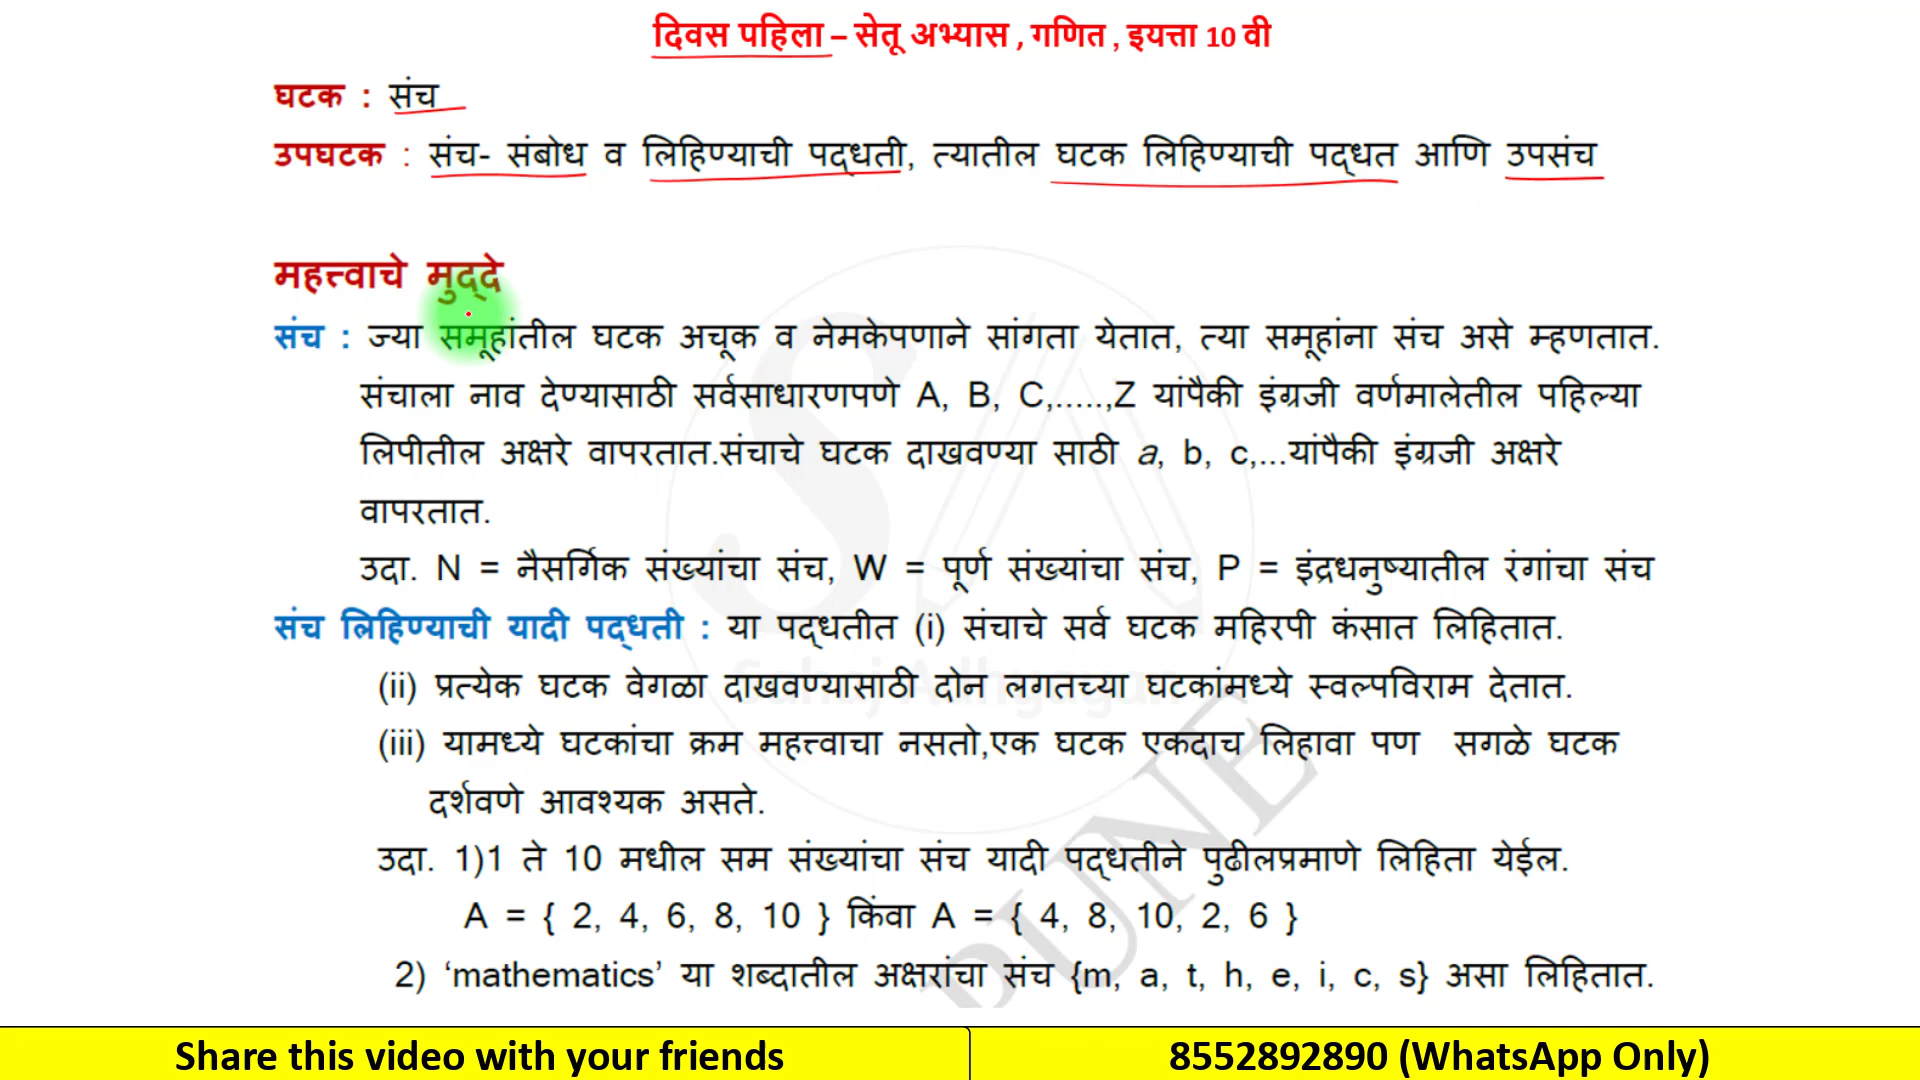 दिवस पहिला – सेतू अभ्यास , गणित , इयत्ता 10 वी
घटक : संच
उपघटक : संच- संबोध व लिहिण्याची पद्धती, त्यातील घटक लिहिण्याची पद्धत आणि उपसंच
महत्त्वाचे मुद्दे
संच : ज्या समूहांतील घटक अचूक व नेमकेपणाने सांगता येतात, त्या समूहांना संच असे म्हणतात.
संचाला नाव देण्यासाठी सर्वसाधारणपणे A, B, C,.....,Z यांपैकी इंग्रजी वर्णमालेतील पहिल्या
लिपीतील अक्षरे वापरतात.संचाचे घटक दाखवण्या साठी a, b, c,...यांपैकी इंग्रजी अक्षरे
वापरतात.
उदा. N = नैसर्गिक संख्यांचा संच, W = पूर्ण संख्यांचा संच, P = इंद्रधनुष्यातील रंगांचा संच
संच लिहिण्याची यादी पद्धती : या पद्धतीत (i) संचाचे सर्व घटक महिरपी कंसात लिहितात.
(ii) प्रत्येक घटक वेगळा दाखवण्यासाठी दोन लगतच्या घटकांमध्ये स्वल्पविराम देतात.
(iii) यामध्ये घटकांचा क्रम महत्त्वाचा नसतो,एक घटक एकदाच लिहावा पण सगळे घटक
दर्शवणे आवश्यक असते.
उदा. 1)1 ते 10 मधील सम संख्यांचा संच यादी पद्धतीने पुढीलप्रमाणे लिहिता येईल.
A = { 2, 4, 6, 8, 10 } किंवा A = { 4, 8, 10, 2, 6 }
2) ‘mathematics’ या शब्दातील अक्षरांचा संच {m, a, t, h, e, i, c, s} असा लिहितात.
PUNE
Share this video with your friends
8552892890 (WhatsApp Only)